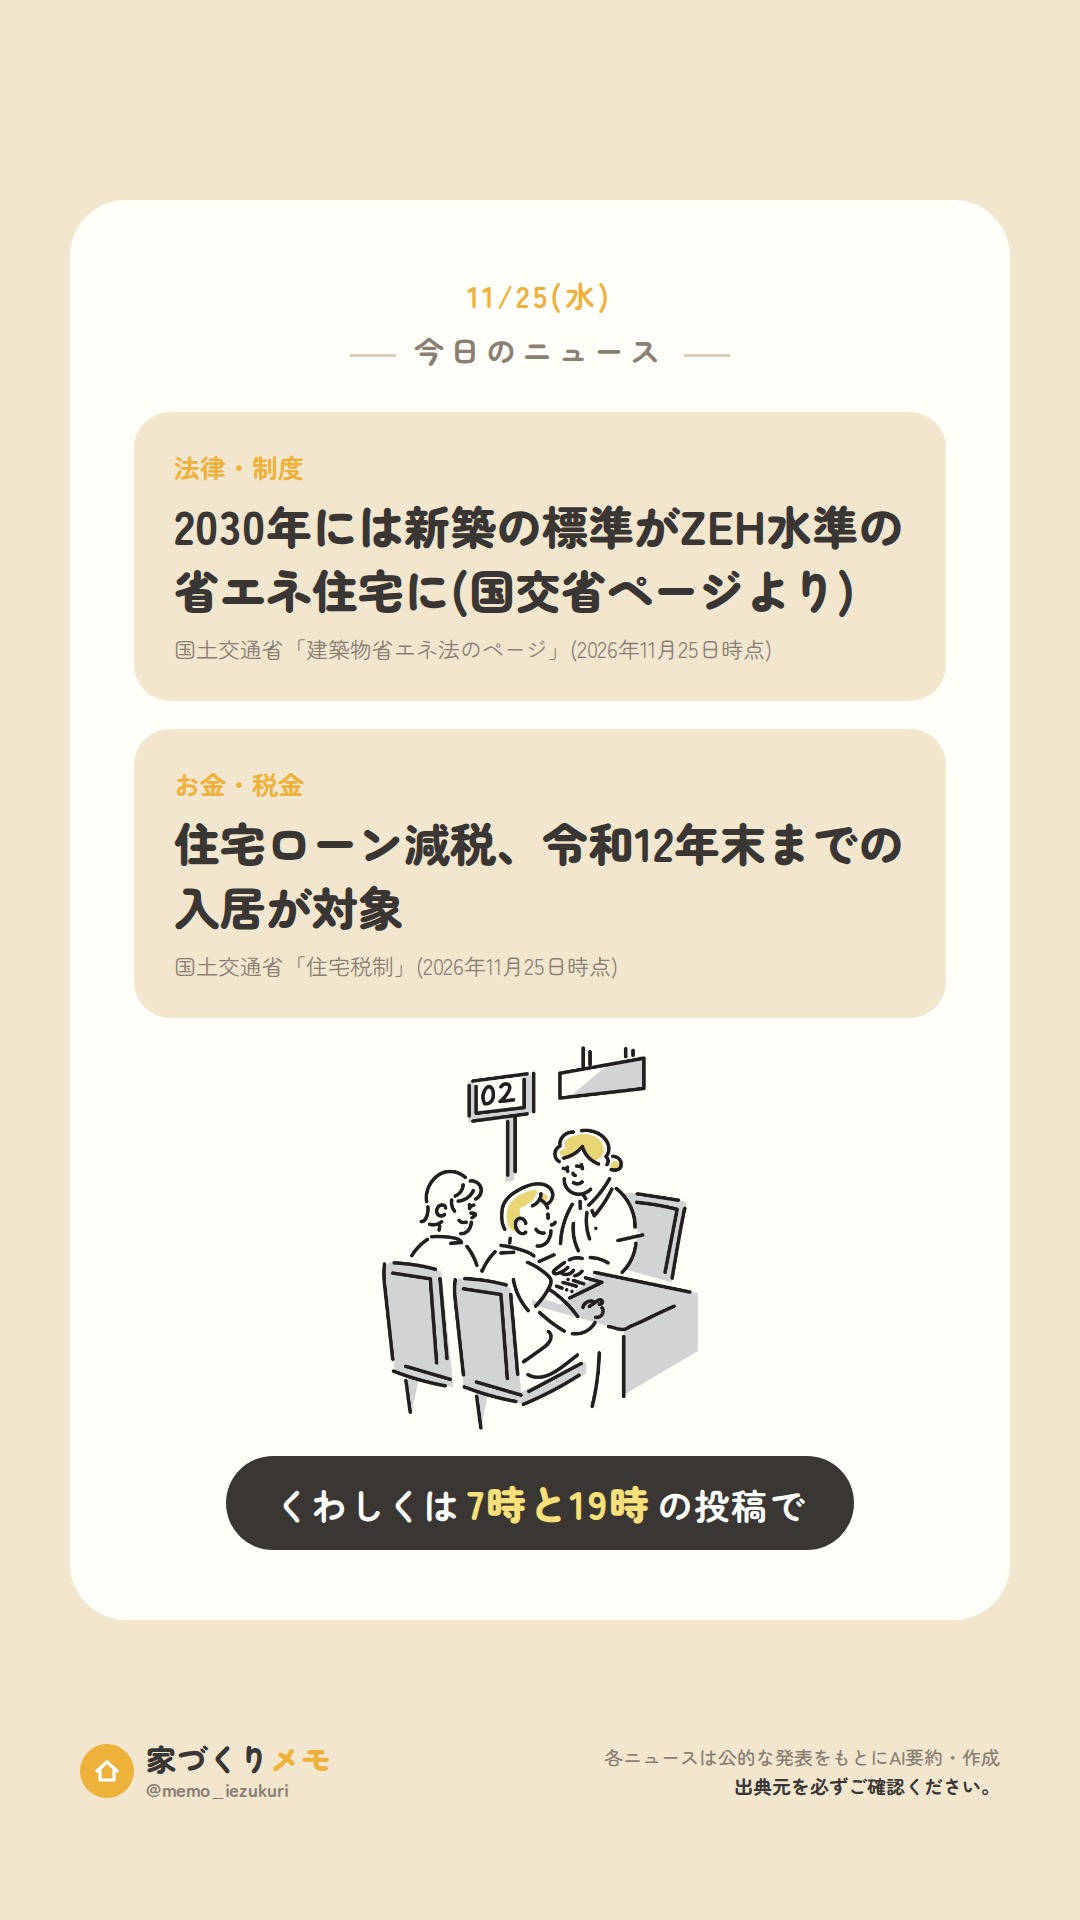 11/25(水)
今日のニュース
法律・制度
2030年には新築の標準がZEH水準の
省エネ住宅に(国交省ページより)
国土交通省「建築物省エネ法のページ」(2026年11月25日時点)
お金・税金
住宅ローン減税、令和12年末までの
入居が対象
国土交通省「住宅税制」(2026年11月25日時点)
02
くわしくは 7時と19時 の投稿で
家づくりメモ
@memo_iezukuri
各ニュースは公的な発表をもとにAI要約・作成
出典元を必ずご確認ください。